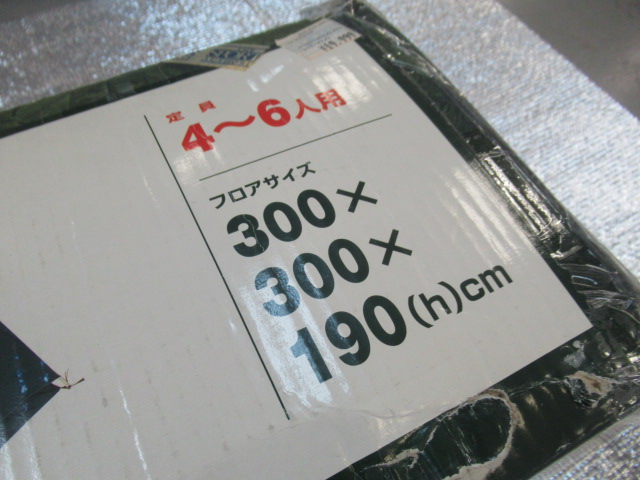 定員
4〜6人用
フロアサイズ
300×
300×
190(h)cm